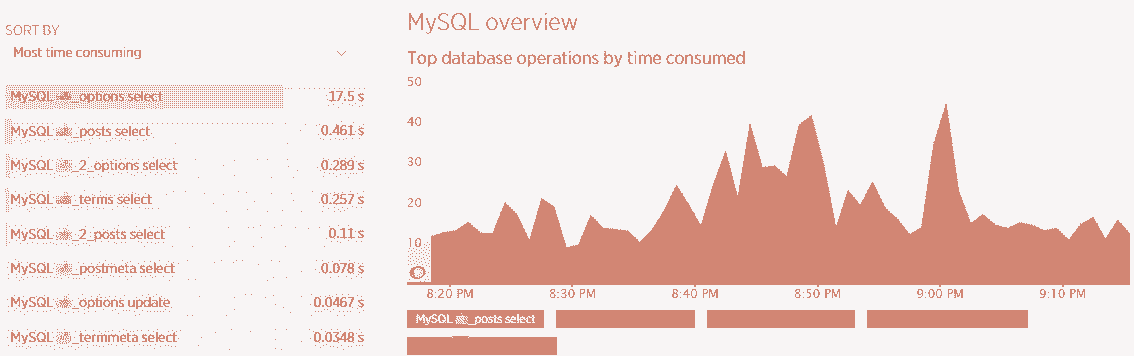 SORT BY
Most time consuming
MySQL _options select 17.5 s
MySQL _posts select 0.461 s
MySQL _2_options select 0.289 s
MySQL _terms select 0.257 s
MySQL _2_posts select 0.11 s
MySQL _postmeta select 0.078 s
MySQL _options update 0.0467 s
MySQL _termmeta select 0.0348 s
MySQL overview
Top database operations by time consumed
50
40
30
20
10
8:20 PM 8:30 PM 8:40 PM 8:50 PM 9:00 PM 9:10 PM
MySQL _posts select